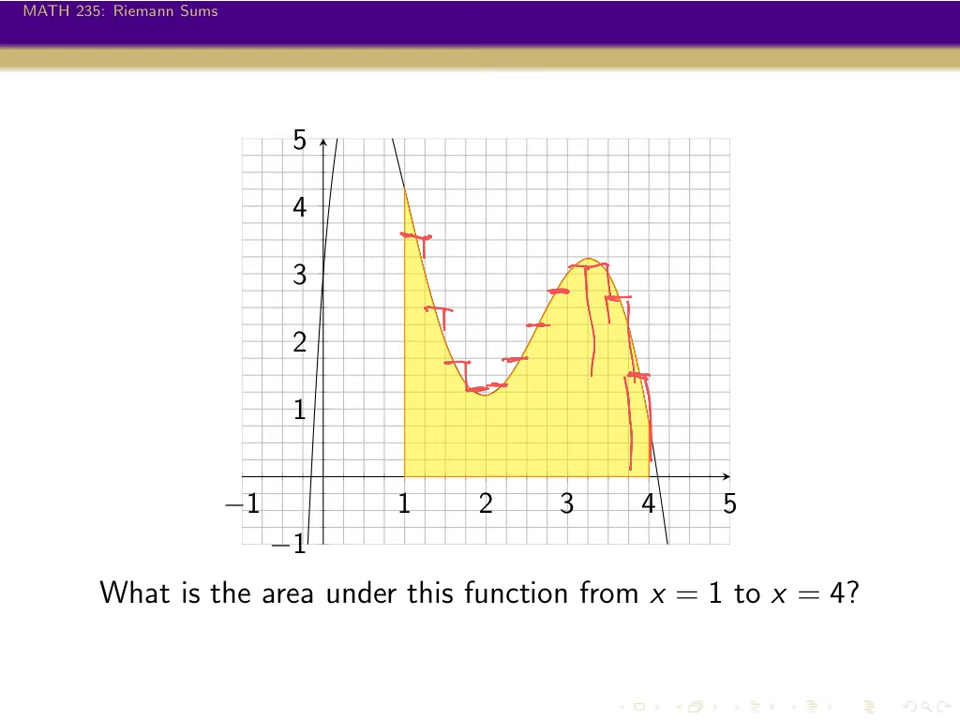 MATH 235: Riemann Sums
5
4
3
2
1
−1 1 2 3 4 5
−1
What is the area under this function from x = 1 to x = 4?